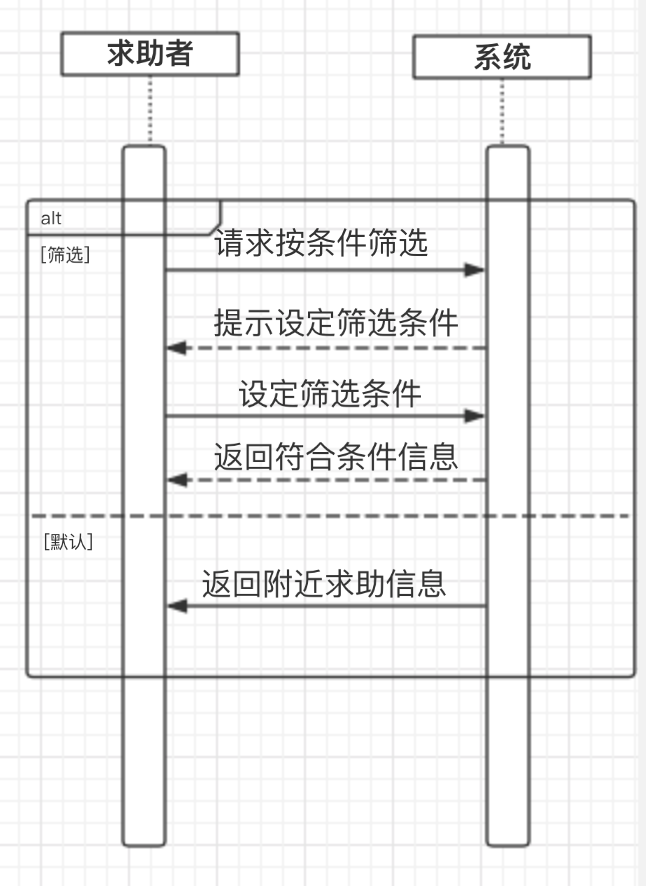 求助者
系统
alt
[筛选]
请求按条件筛选
提示设定筛选条件
设定筛选条件
返回符合条件信息
[默认]
返回附近求助信息